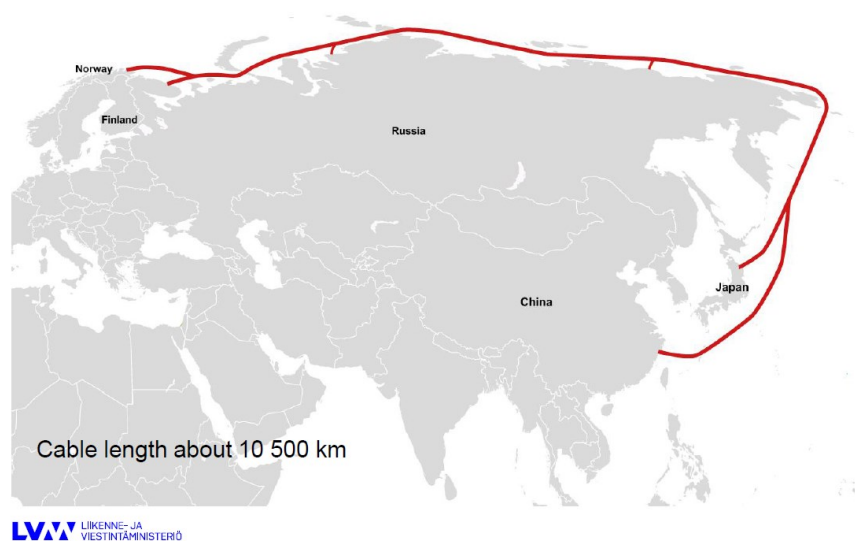 Norway
Finland
Russia
China
Japan
Cable length about 10 500 km
LVM LIIKENNE- JA
VIESTINTÄMINISTERIÖ